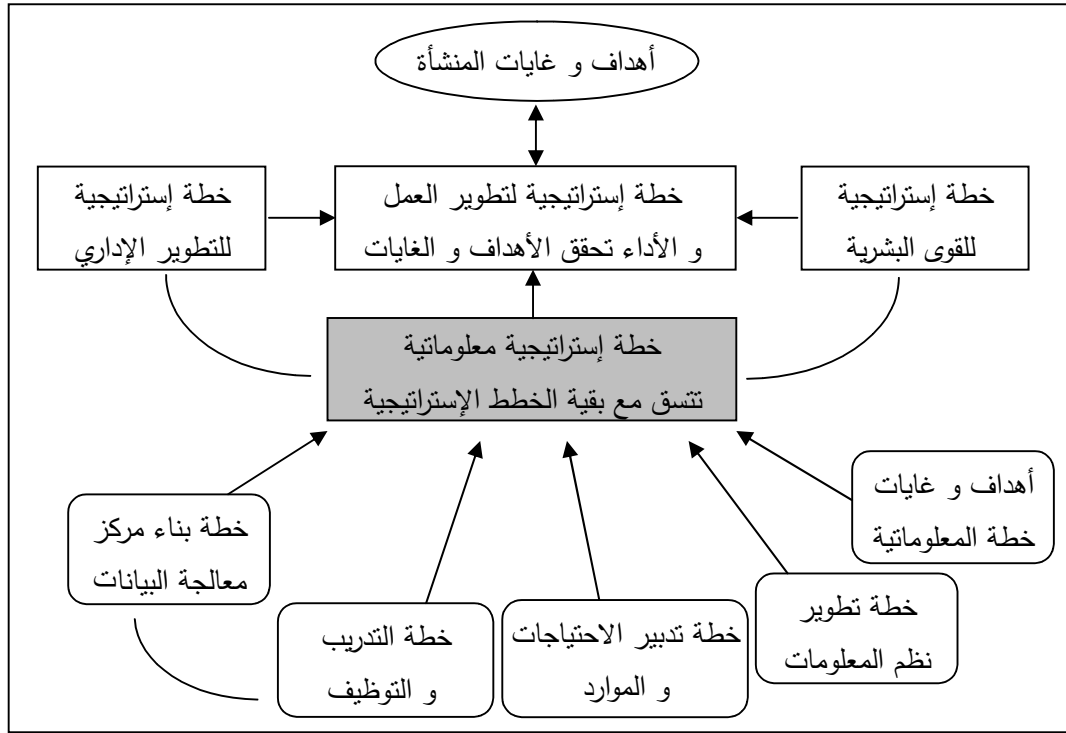 أهداف و غايات المنشأة
خطة إستراتيجية
للقوى البشرية
خطة إستراتيجية لتطوير العمل
و الأداء تحقق الأهداف و الغايات
خطة إستراتيجية
للتطوير الإداري
خطة إستراتيجية معلوماتية
تتسق مع بقية الخطط الإستراتيجية
أهداف و غايات
خطة المعلوماتية
خطة تطوير
نظم المعلومات
خطة تدبير الاحتياجات
و الموارد
خطة التدريب
و التوظيف
خطة بناء مركز
معالجة البيانات